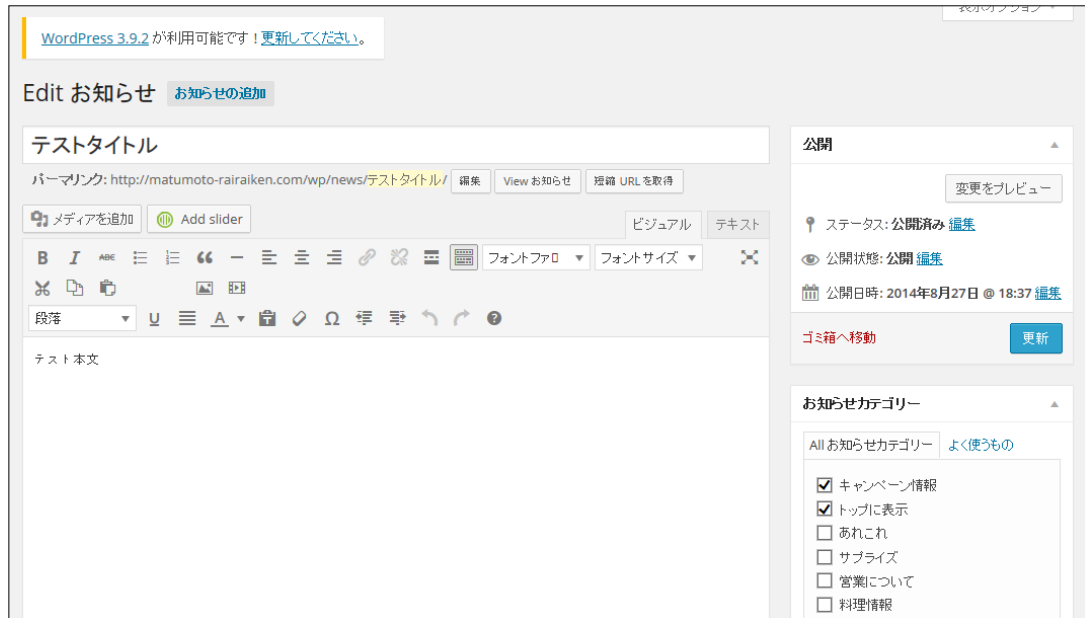 表示オプション
WordPress 3.9.2 が利用可能です ! 更新してください。
Edit お知らせ お知らせの追加
テストタイトル
パーマリンク: http://matumoto-rairaiken.com/wp/news/テストタイトル/ 編集 View お知らせ 短縮 URL を取得
メディアを追加 Add slider
ビジュアル テキスト
B I ABC フォントファ フォントサイズ
段落 U A Ω
テスト本文
公開
変更をプレビュー
ステータス: 公開済み 編集
公開状態: 公開 編集
公開日時: 2014年8月27日 @ 18:37 編集
ゴミ箱へ移動 更新
お知らせカテゴリー
All お知らせカテゴリー よく使うもの
キャンペーン情報
トップに表示
あれこれ
サプライズ
営業について
料理情報